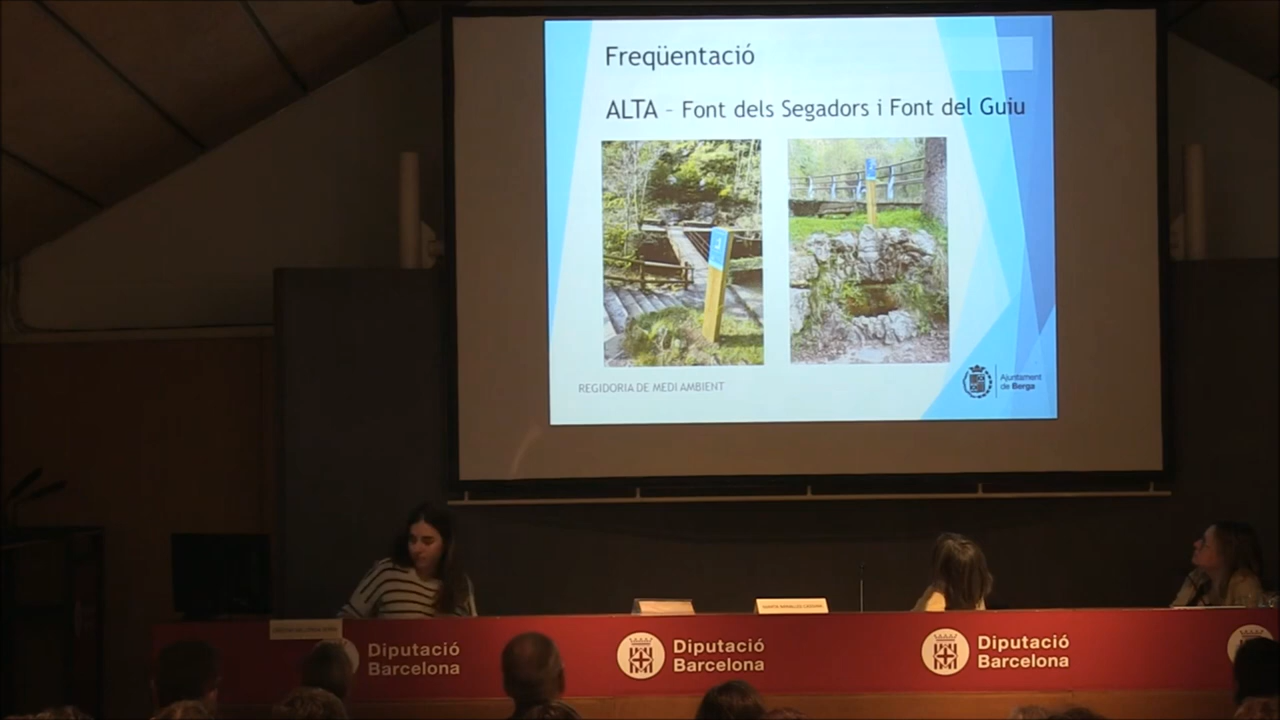 Freqüentació
ALTA – Font dels Segadors i Font del Guiu
REGIDORIA DE MEDI AMBIENT
Ajuntament
de Berga
Diputació
Barcelona
Diputació
Barcelona
Diputació
Barcelona